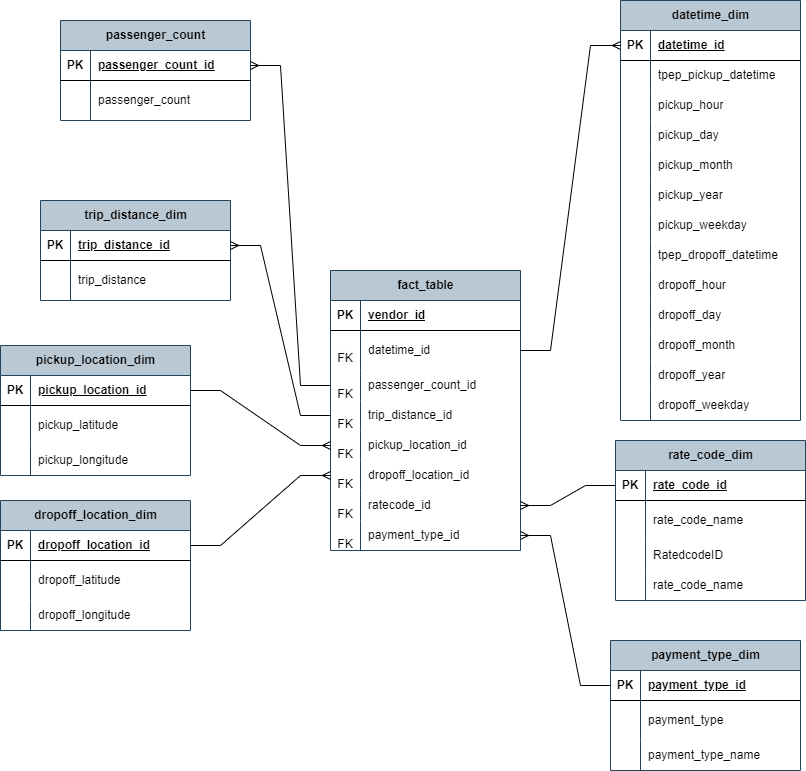 passenger_count
PK passenger_count_id
passenger_count
trip_distance_dim
PK trip_distance_id
trip_distance
pickup_location_dim
PK pickup_location_id
pickup_latitude
pickup_longitude
dropoff_location_dim
PK dropoff_location_id
dropoff_latitude
dropoff_longitude
fact_table
PK vendor_id
FK datetime_id
FK passenger_count_id
FK trip_distance_id
FK pickup_location_id
FK dropoff_location_id
FK ratecode_id
FK payment_type_id
datetime_dim
PK datetime_id
tpep_pickup_datetime
pickup_hour
pickup_day
pickup_month
pickup_year
pickup_weekday
tpep_dropoff_datetime
dropoff_hour
dropoff_day
dropoff_month
dropoff_year
dropoff_weekday
rate_code_dim
PK rate_code_id
rate_code_name
RatedcodeID
rate_code_name
payment_type_dim
PK payment_type_id
payment_type
payment_type_name